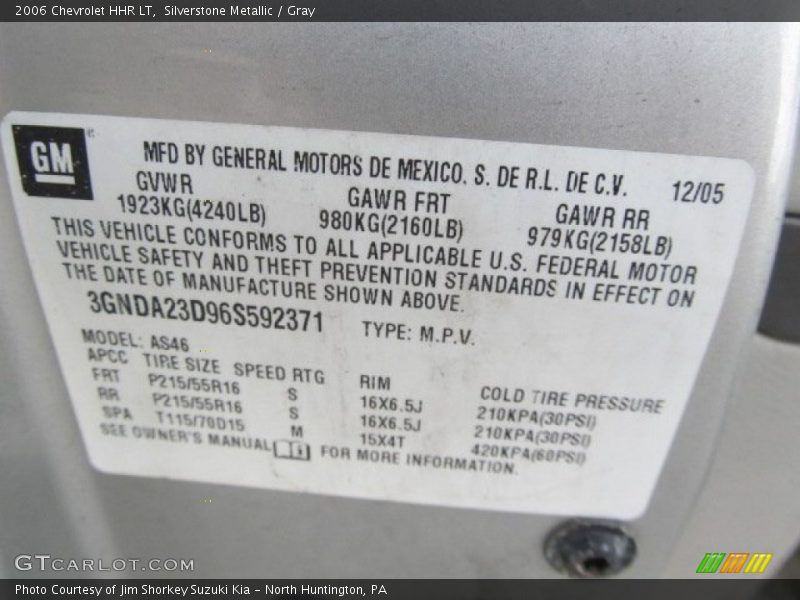 2006 Chevrolet HHR LT,  Silverstone Metallic / Gray
GM
MFD BY GENERAL MOTORS DE MEXICO, S. DE R.L. DE C.V. 12/05
GVWR GAWR FRT GAWR RR
1923KG(4240LB) 980KG(2160LB) 979KG(2158LB)
THIS VEHICLE CONFORMS TO ALL APPLICABLE U.S. FEDERAL MOTOR
VEHICLE SAFETY AND THEFT PREVENTION STANDARDS IN EFFECT ON
THE DATE OF MANUFACTURE SHOWN ABOVE.
3GNDA23D96S592371 TYPE: M.P.V.
MODEL: AS46
APCC TIRE SIZE SPEED RTG RIM COLD TIRE PRESSURE
FRT P215/55R16 S 16X6.5J 210KPA(30PSI)
RR P215/55R16 S 16X6.5J 210KPA(30PSI)
SPA T115/70D15 M 15X4T 420KPA(60PSI)
SEE OWNER'S MANUAL FOR MORE INFORMATION.
GTCARLOT.COM
Photo Courtesy of Jim Shorkey Suzuki Kia – North Huntington, PA